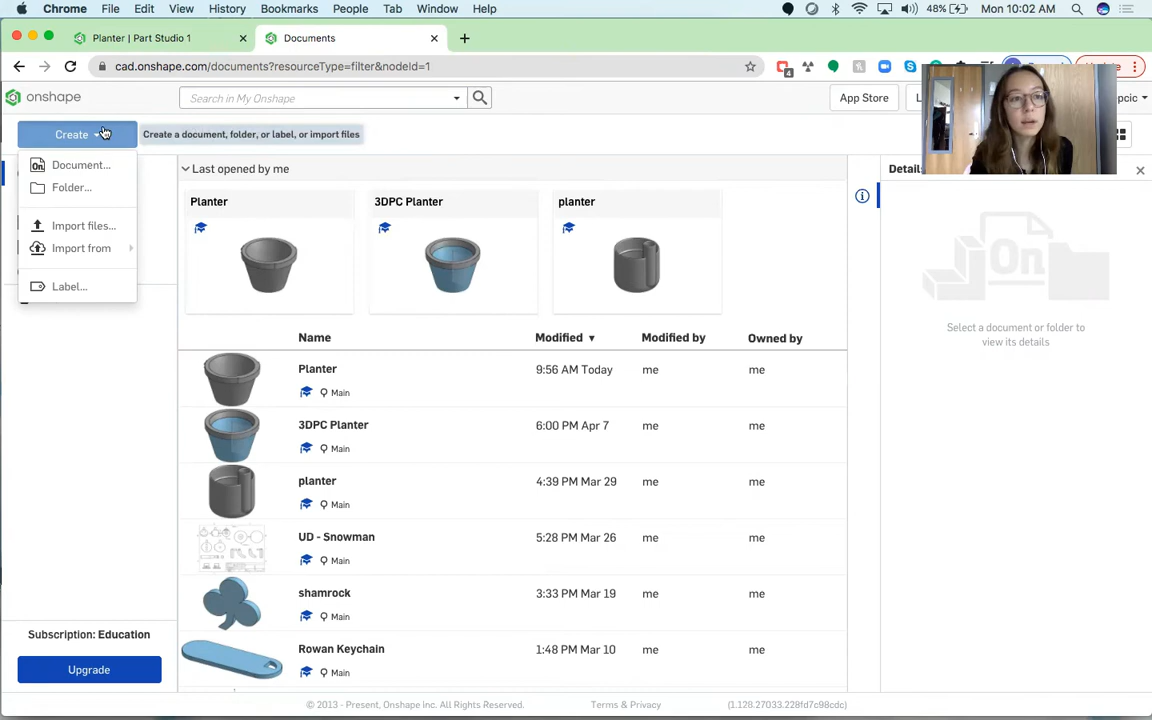 Chrome File Edit View History Bookmarks People Tab Window Help 48% Mon 10:02 AM
Planter | Part Studio 1 Documents
cad.onshape.com/documents?resourceType=filter&nodeId=1
4
onshape Search in My Onshape App Store
Create Create a document, folder, or label, or import files
Document...
Folder...
Import files...
Import from
Label...
Last opened by me
Planter 3DPC Planter planter
Name Modified Modified by Owned by
Planter 9:56 AM Today me me
Main
3DPC Planter 6:00 PM Apr 7 me me
Main
planter 4:39 PM Mar 29 me me
Main
UD - Snowman 5:28 PM Mar 26 me me
Main
shamrock 3:33 PM Mar 19 me me
Main
Rowan Keychain 1:48 PM Mar 10 me me
Main
Details
On
Select a document or folder to
view its details
Subscription: Education
Upgrade
© 2013 - Present, Onshape Inc. All Rights Reserved. Terms & Privacy (1.128.27033.228fd7c98cdc)